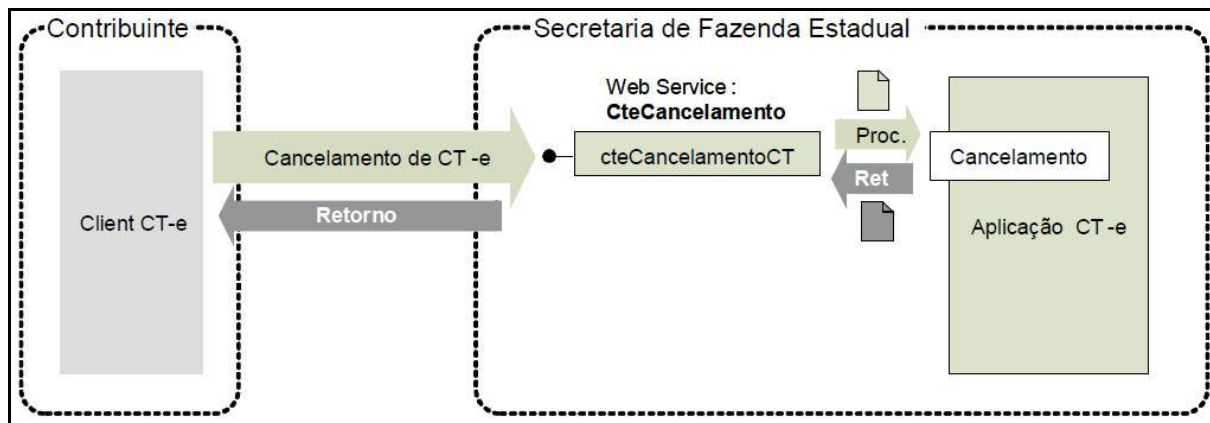 Contribuinte
Secretaria de Fazenda Estadual
Web Service :
CteCancelamento
Cancelamento de CT -e
cteCancelamentoCT
Proc.
Cancelamento
Ret
Retorno
Client CT-e
Aplicação CT -e